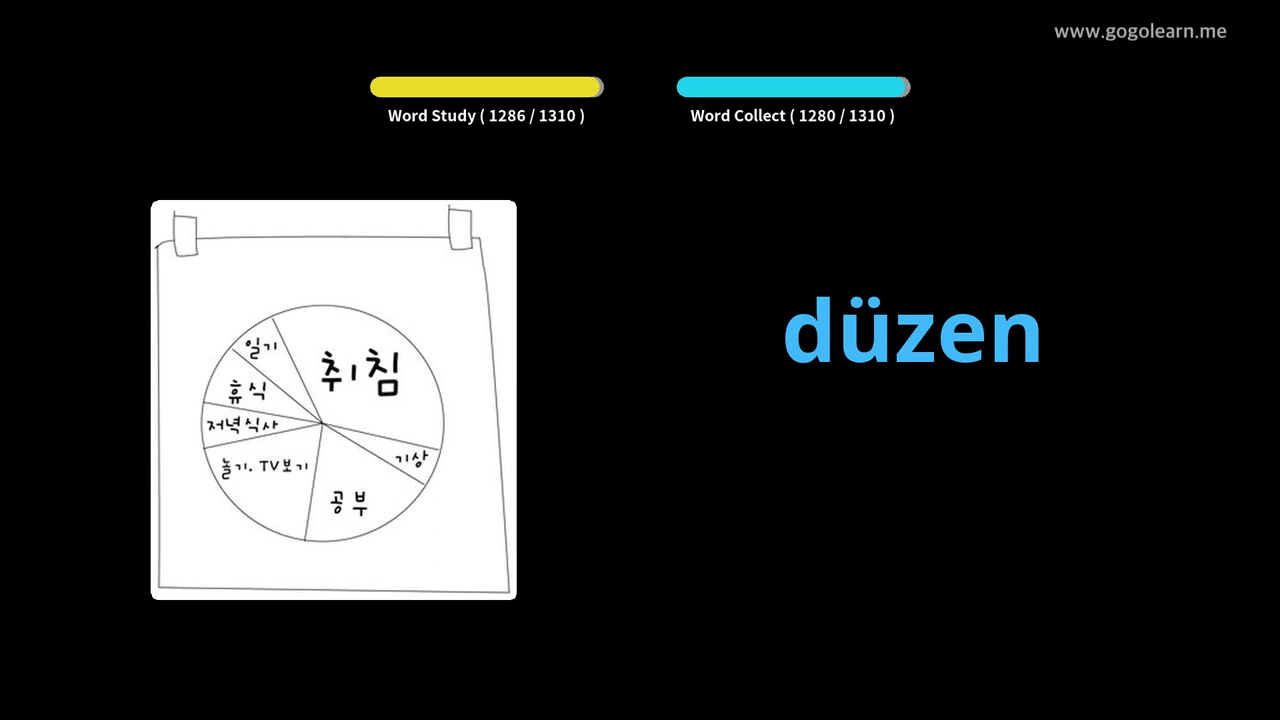 www.gogolearn.me
Word Study ( 1286 / 1310 )
Word Collect ( 1280 / 1310 )
düzen
일기
취침
휴식
저녁식사
놀기. TV보기
기상
공부